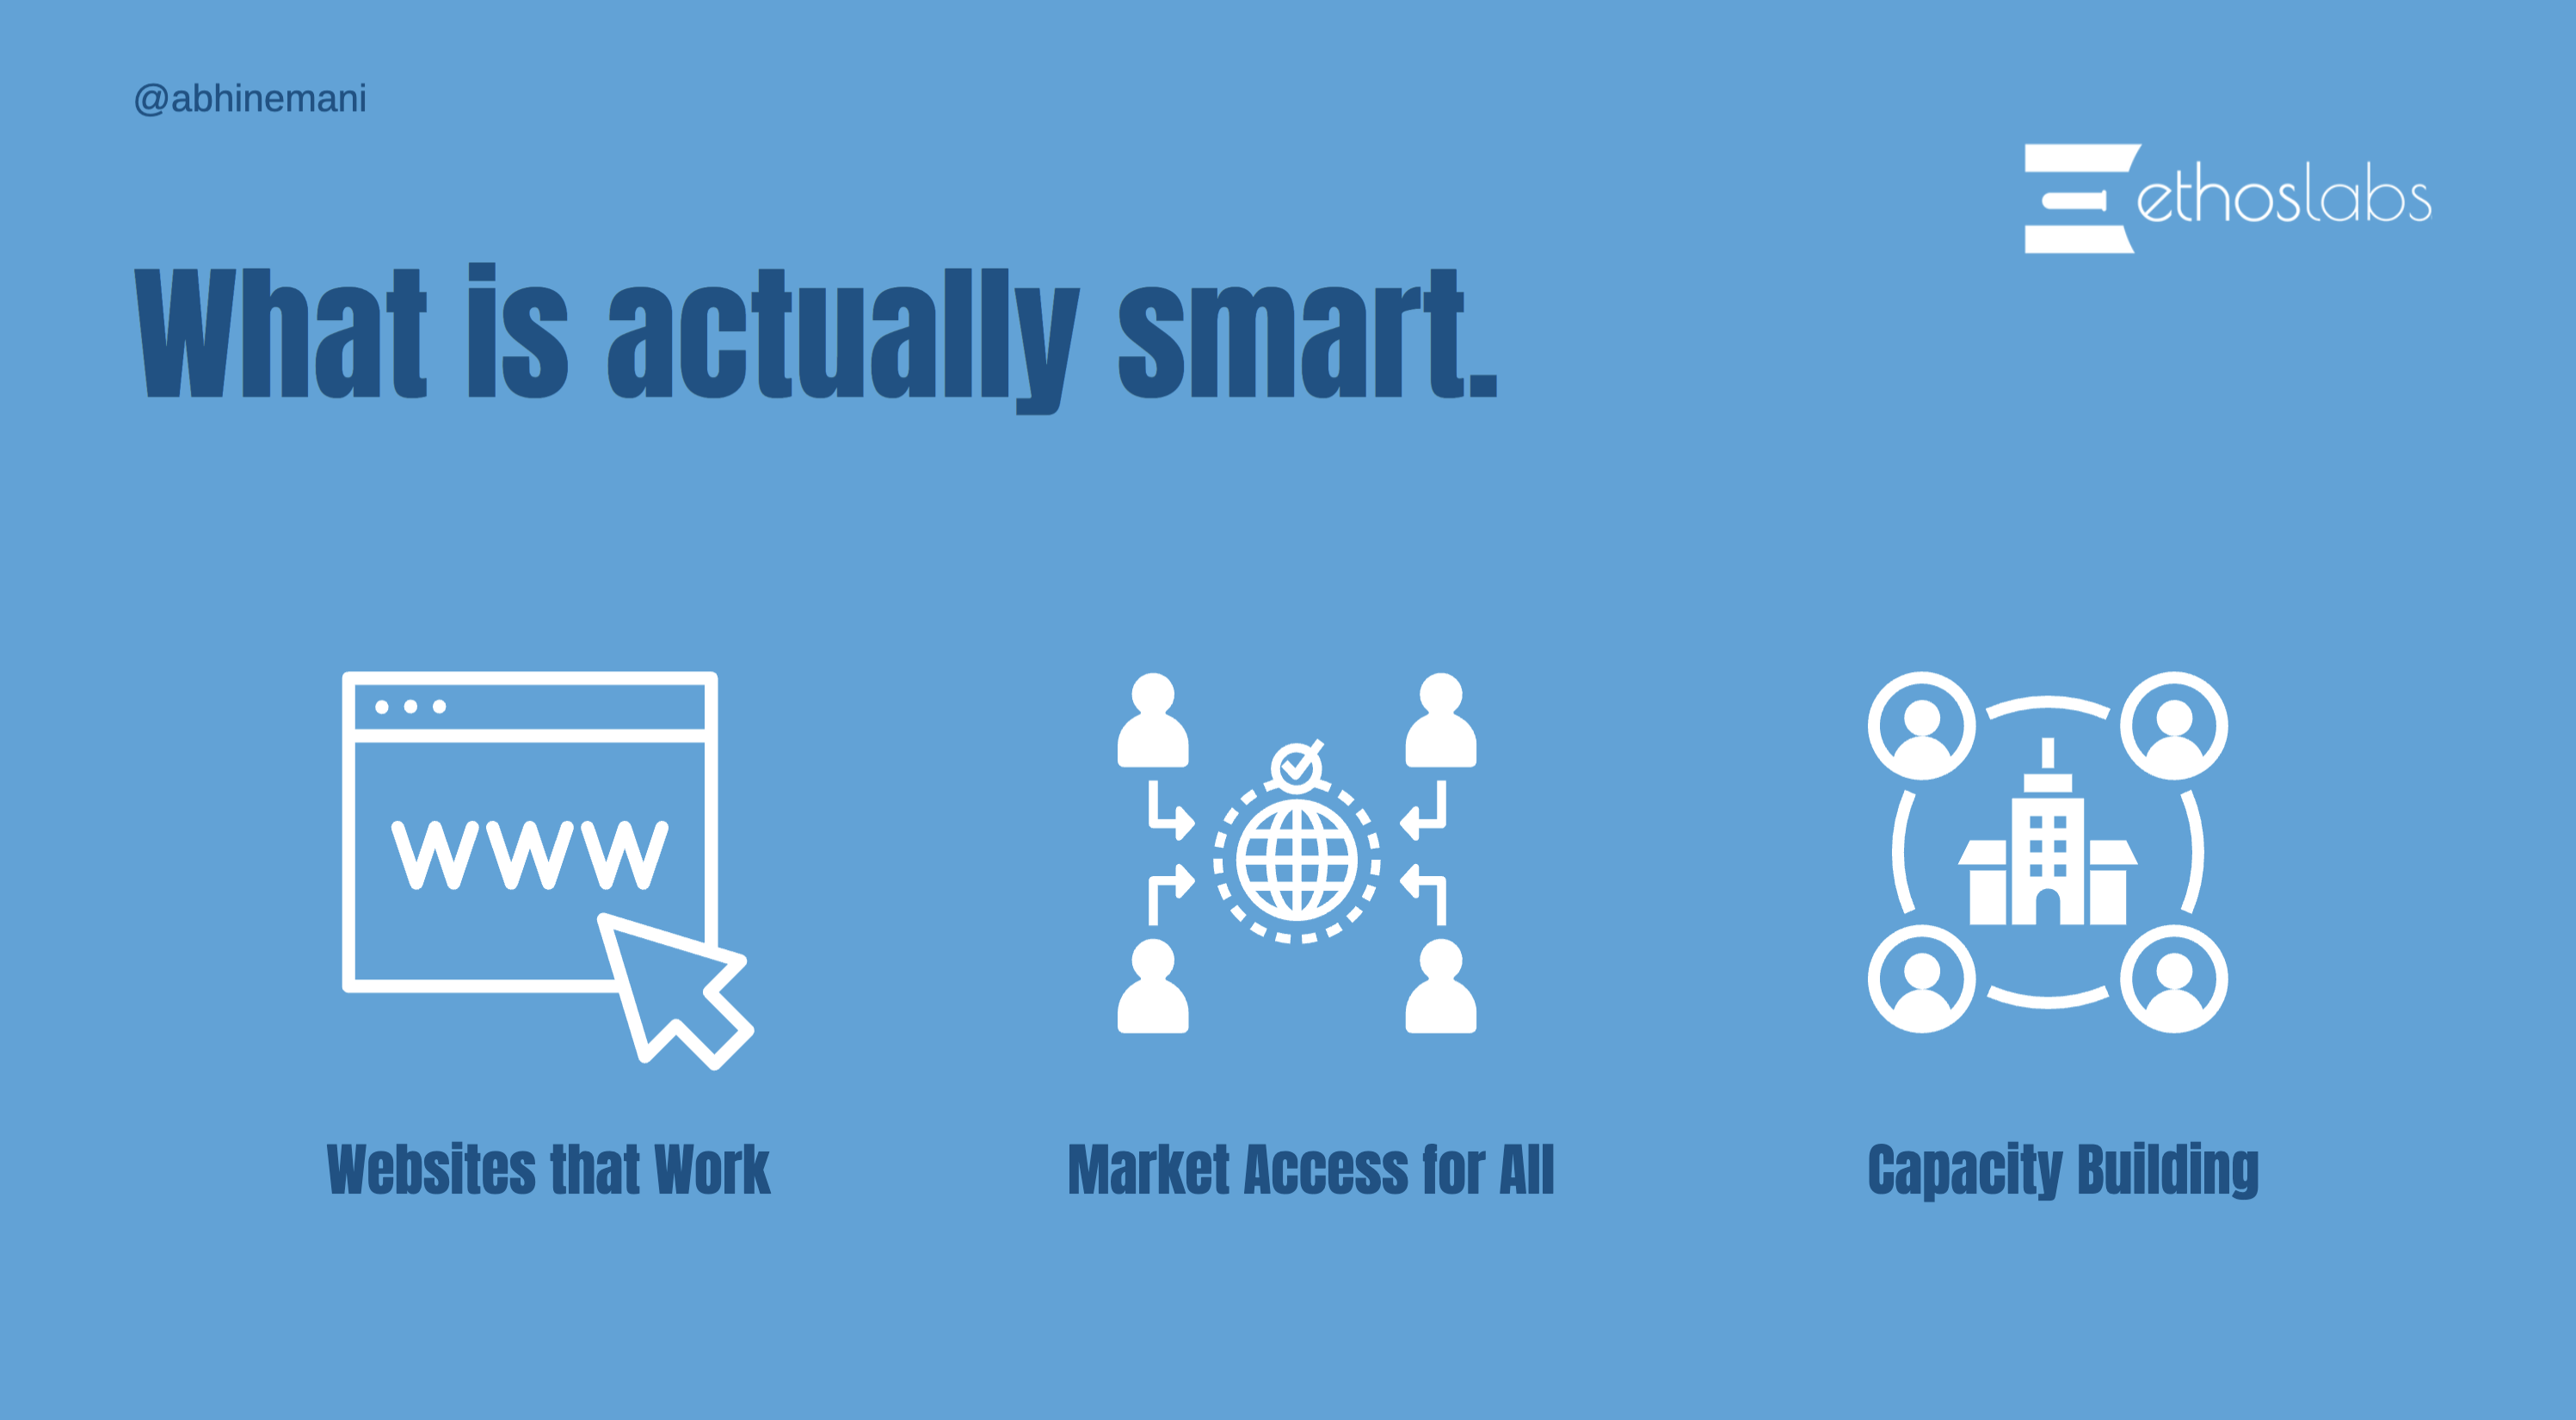 @abhinemani
ethoslabs
What is actually smart.
www
Websites that Work
Market Access for All
Capacity Building